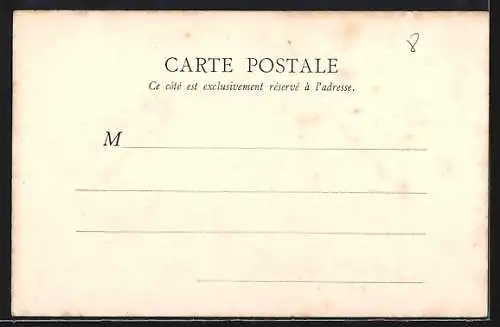 8
CARTE POSTALE
Ce côté est exclusivement réservé à l'adresse.
M